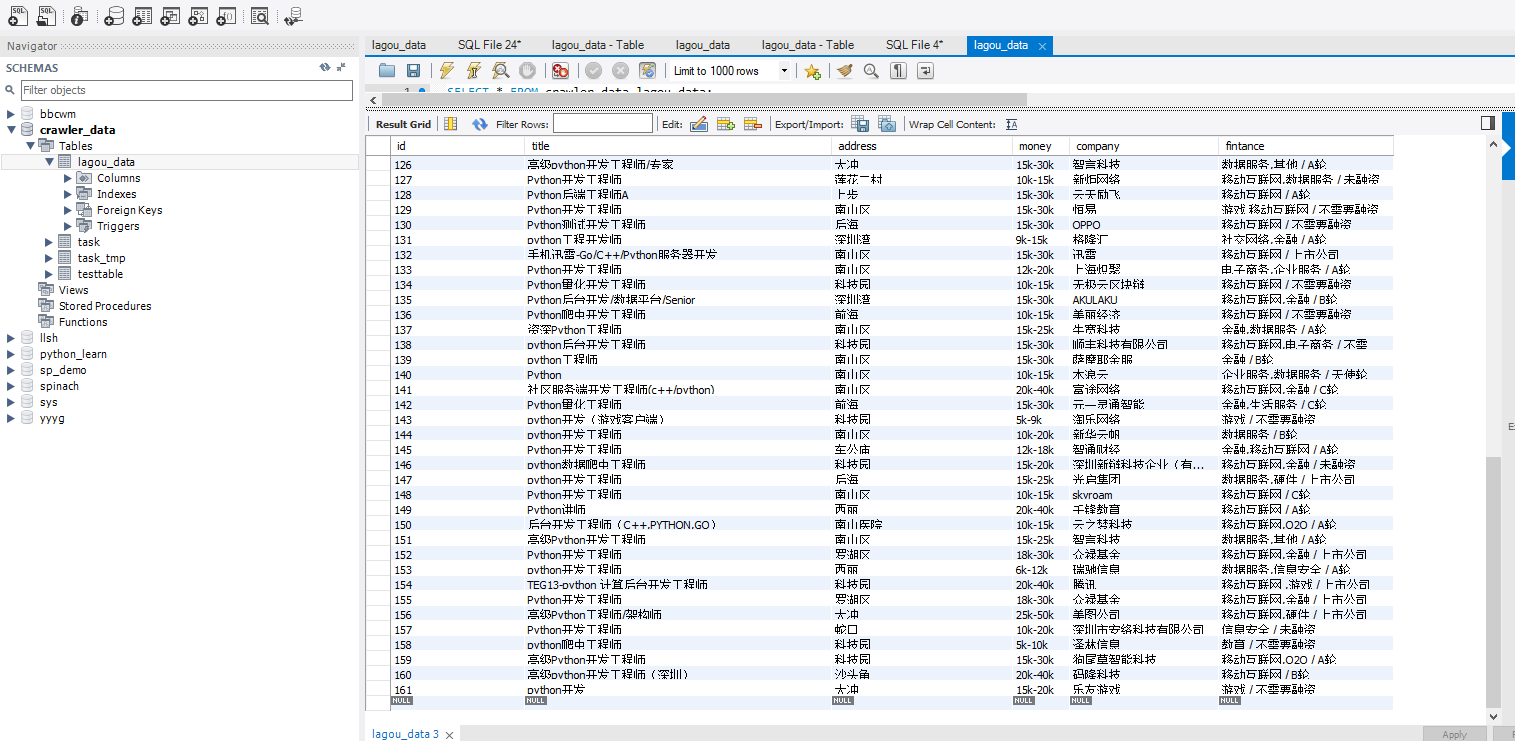 Navigator
SCHEMAS
Filter objects
bbcwm
crawler_data
Tables
lagou_data
Columns
Indexes
Foreign Keys
Triggers
task
task_tmp
testtable
Views
Stored Procedures
Functions
llsh
python_learn
sp_demo
spinach
sys
yyyg
lagou_data SQL File 24* lagou_data - Table lagou_data lagou_data - Table SQL File 4* lagou_data
Limit to 1000 rows
1 SELECT * FROM crawler_data.lagou_data;
Result Grid Filter Rows: Edit: Export/Import: Wrap Cell Content:
id title address money company fintance
126 高级python开发工程师/专家 大冲 15k-30k 智言科技 数据服务,其他 / A轮
127 Python开发工程师 莲花二村 10k-15k 新炬网络 移动互联网,数据服务 / 未融资
128 Python后端工程师A 上步 15k-30k 云天励飞 移动互联网 / A轮
129 Python开发工程师 南山区 15k-30k 恒易 游戏 移动互联网 / 不需要融资
130 Python测试开发工程师 后海 15k-30k OPPO 移动互联网 / 不需要融资
131 python工程开发师 深圳湾 9k-15k 格隆汇 社交网络,金融 / A轮
132 手机迅雷-Go/C++/Python服务器开发 南山区 15k-30k 迅雷 移动互联网 / 上市公司
133 Python开发工程师 南山区 12k-20k 上海炬聚 电子商务,企业服务 / A轮
134 Python量化开发工程师 科技园 10k-15k 无极元区块链 移动互联网 / 不需要融资
135 Python后台开发/数据平台/Senior 深圳湾 15k-30k AKULAKU 移动互联网,金融 / B轮
136 Python爬虫开发工程师 前海 10k-15k 美丽经济 移动互联网 / 不需要融资
137 资深Python工程师 南山区 15k-25k 牛宽科技 金融,数据服务 / A轮
138 python后台开发工程师 科技园 15k-30k 顺丰科技有限公司 移动互联网,电子商务 / 不需
139 python工程师 南山区 15k-30k 萨摩耶金服 金融 / B轮
140 Python 南山区 10k-15k 木浪云 企业服务,数据服务 / 天使轮
141 社区服务端开发工程师(c++/python) 南山区 20k-40k 富途网络 移动互联网,金融 / C轮
142 Python量化工程师 前海 15k-30k 元一灵通智能 金融,生活服务 / C轮
143 python开发（游戏客户端） 科技园 5k-9k 淘乐网络 游戏 / 不需要融资
144 python开发工程师 南山区 10k-20k 新华云帆 数据服务 / B轮
145 Python开发工程师 车公庙 12k-18k 智通财经 金融,移动互联网 / A轮
146 python数据爬虫工程师 科技园 15k-20k 深圳新链科技企业（有... 移动互联网,金融 / 未融资
147 python开发工程师 后海 15k-25k 光启集团 数据服务,硬件 / 上市公司
148 Python开发工程师 南山区 10k-15k skyroam 移动互联网 / C轮
149 Python讲师 西丽 20k-40k 千锋教育 移动互联网 / A轮
150 后台开发工程师（C++,PYTHON,GO） 南山医院 10k-15k 云之梦科技 移动互联网,O2O / A轮
151 高级Python开发工程师 南山区 15k-25k 智言科技 数据服务,其他 / A轮
152 Python开发工程师 罗湖区 18k-30k 众禄基金 移动互联网,金融 / 上市公司
153 python开发工程师 西丽 6k-12k 瑞驰信息 数据服务,信息安全 / A轮
154 TEG13-python 计算后台开发工程师 科技园 20k-40k 腾讯 移动互联网 ,游戏 / 上市公司
155 Python开发工程师 罗湖区 18k-30k 众禄基金 移动互联网,金融 / 上市公司
156 高级Python工程师/架构师 大冲 25k-50k 美图公司 移动互联网,硬件 / 上市公司
157 Python开发工程师 蛇口 10k-20k 深圳市安络科技有限公司 信息安全 / 未融资
158 python爬虫工程师 科技园 5k-10k 泽林信息 教育 / 不需要融资
159 高级Python开发工程师 科技园 15k-30k 狗尾草智能科技 移动互联网,O2O / A轮
160 高级python开发工程师（深圳） 沙头角 20k-40k 码隆科技 移动互联网 / B轮
161 python开发 大冲 15k-20k 乐友游戏 游戏 / 不需要融资
NULL NULL NULL NULL NULL NULL
lagou_data 3 Apply